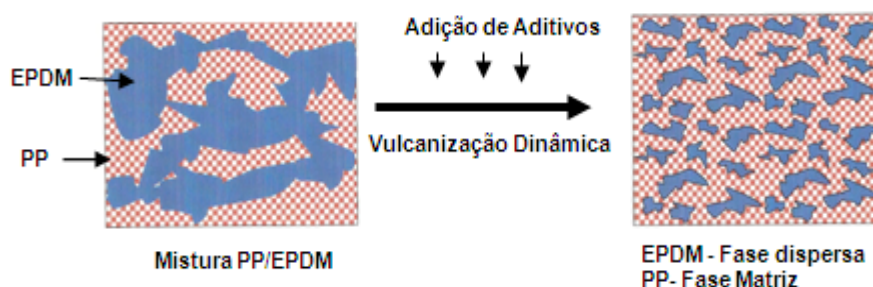 EPDM
PP
Mistura PP/EPDM
Adição de Aditivos
Vulcanização Dinâmica
EPDM - Fase dispersa
PP- Fase Matriz